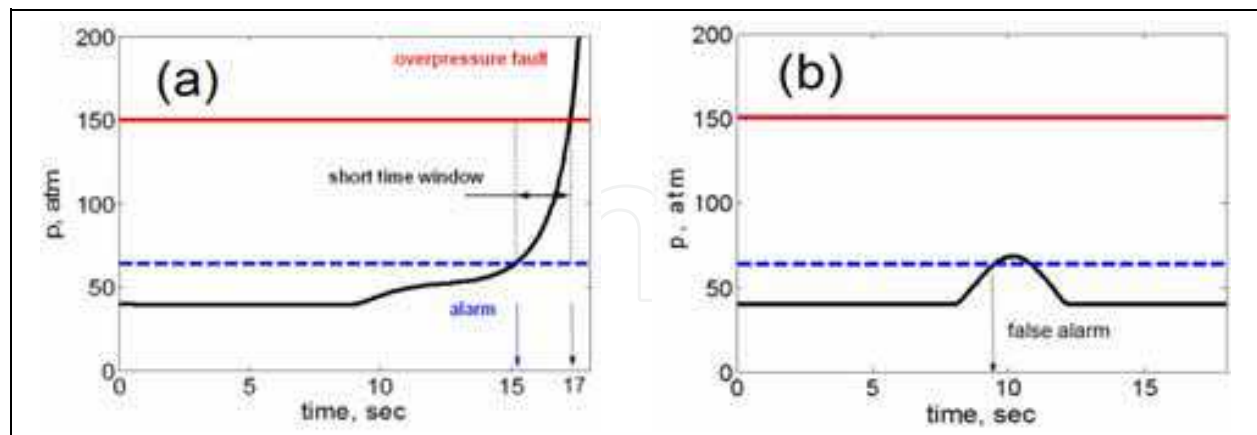 (a)
200
150
100
50
0
p, atm
overpressure fault
short time window
alarm
0
5
10
15
17
time, sec
(b)
200
150
100
50
0
p, atm
false alarm
0
5
10
15
time, sec